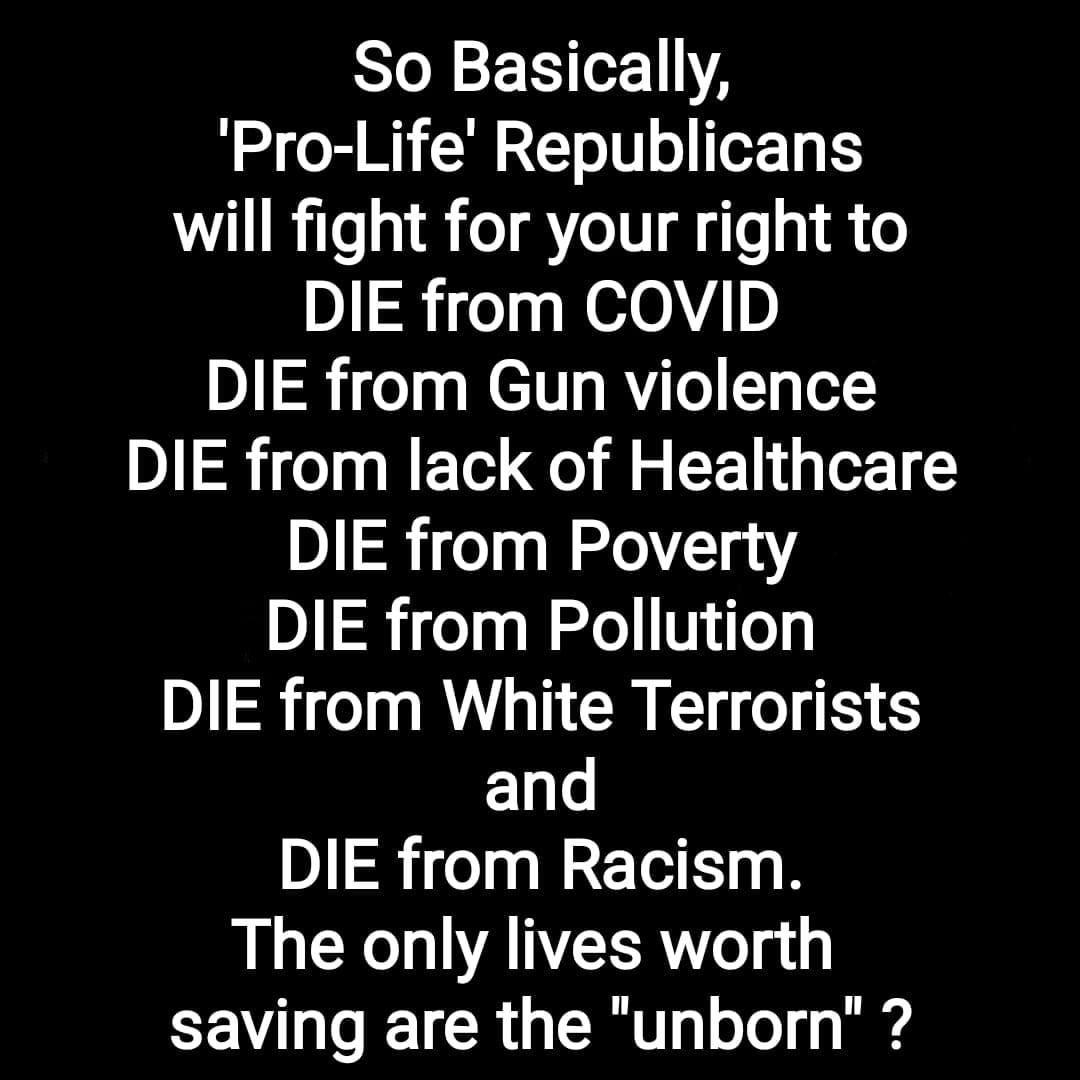 So Basically,
'Pro-Life' Republicans
will fight for your right to
DIE from COVID
DIE from Gun violence
DIE from lack of Healthcare
DIE from Poverty
DIE from Pollution
DIE from White Terrorists
and
DIE from Racism.
The only lives worth
saving are the "unborn" ?